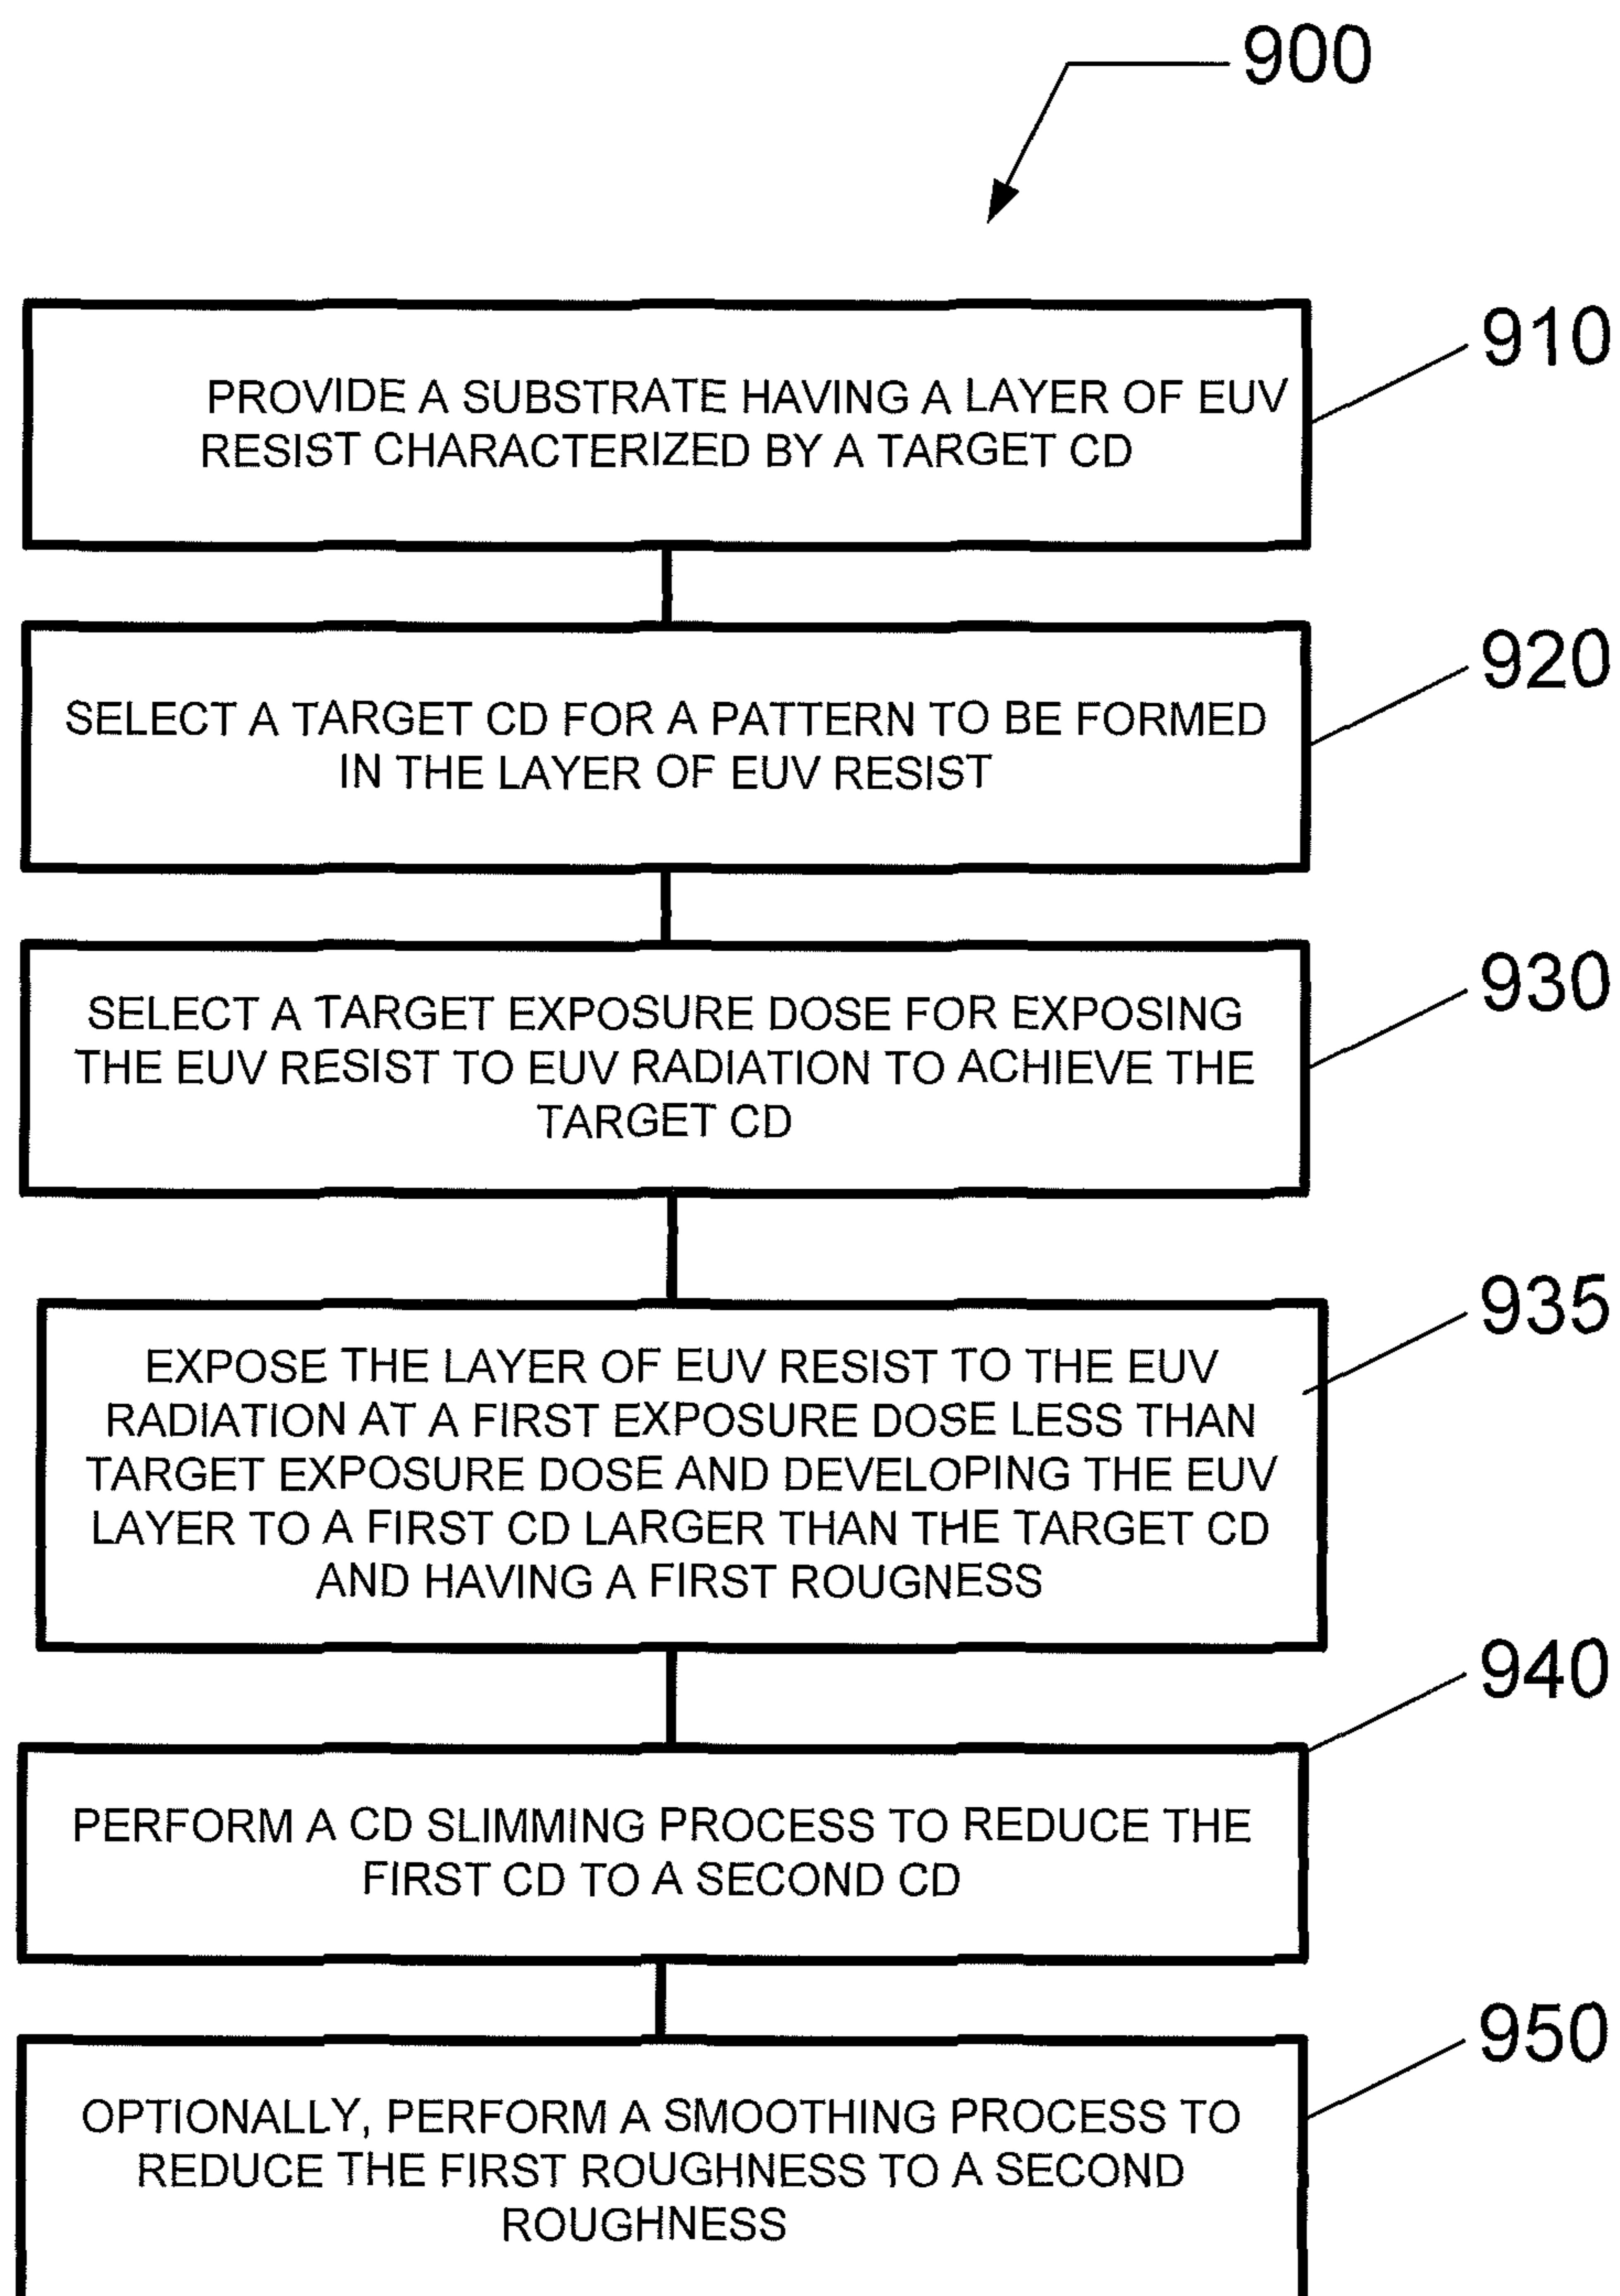 900
910
PROVIDE A SUBSTRATE HAVING A LAYER OF EUV
RESIST CHARACTERIZED BY A TARGET CD
920
SELECT A TARGET CD FOR A PATTERN TO BE FORMED
IN THE LAYER OF EUV RESIST
930
SELECT A TARGET EXPOSURE DOSE FOR EXPOSING
THE EUV RESIST TO EUV RADIATION TO ACHIEVE THE
TARGET CD
935
EXPOSE THE LAYER OF EUV RESIST TO THE EUV
RADIATION AT A FIRST EXPOSURE DOSE LESS THAN
TARGET EXPOSURE DOSE AND DEVELOPING THE EUV
LAYER TO A FIRST CD LARGER THAN THE TARGET CD
AND HAVING A FIRST ROUGNESS
940
PERFORM A CD SLIMMING PROCESS TO REDUCE THE
FIRST CD TO A SECOND CD
950
OPTIONALLY, PERFORM A SMOOTHING PROCESS TO
REDUCE THE FIRST ROUGHNESS TO A SECOND
ROUGHNESS